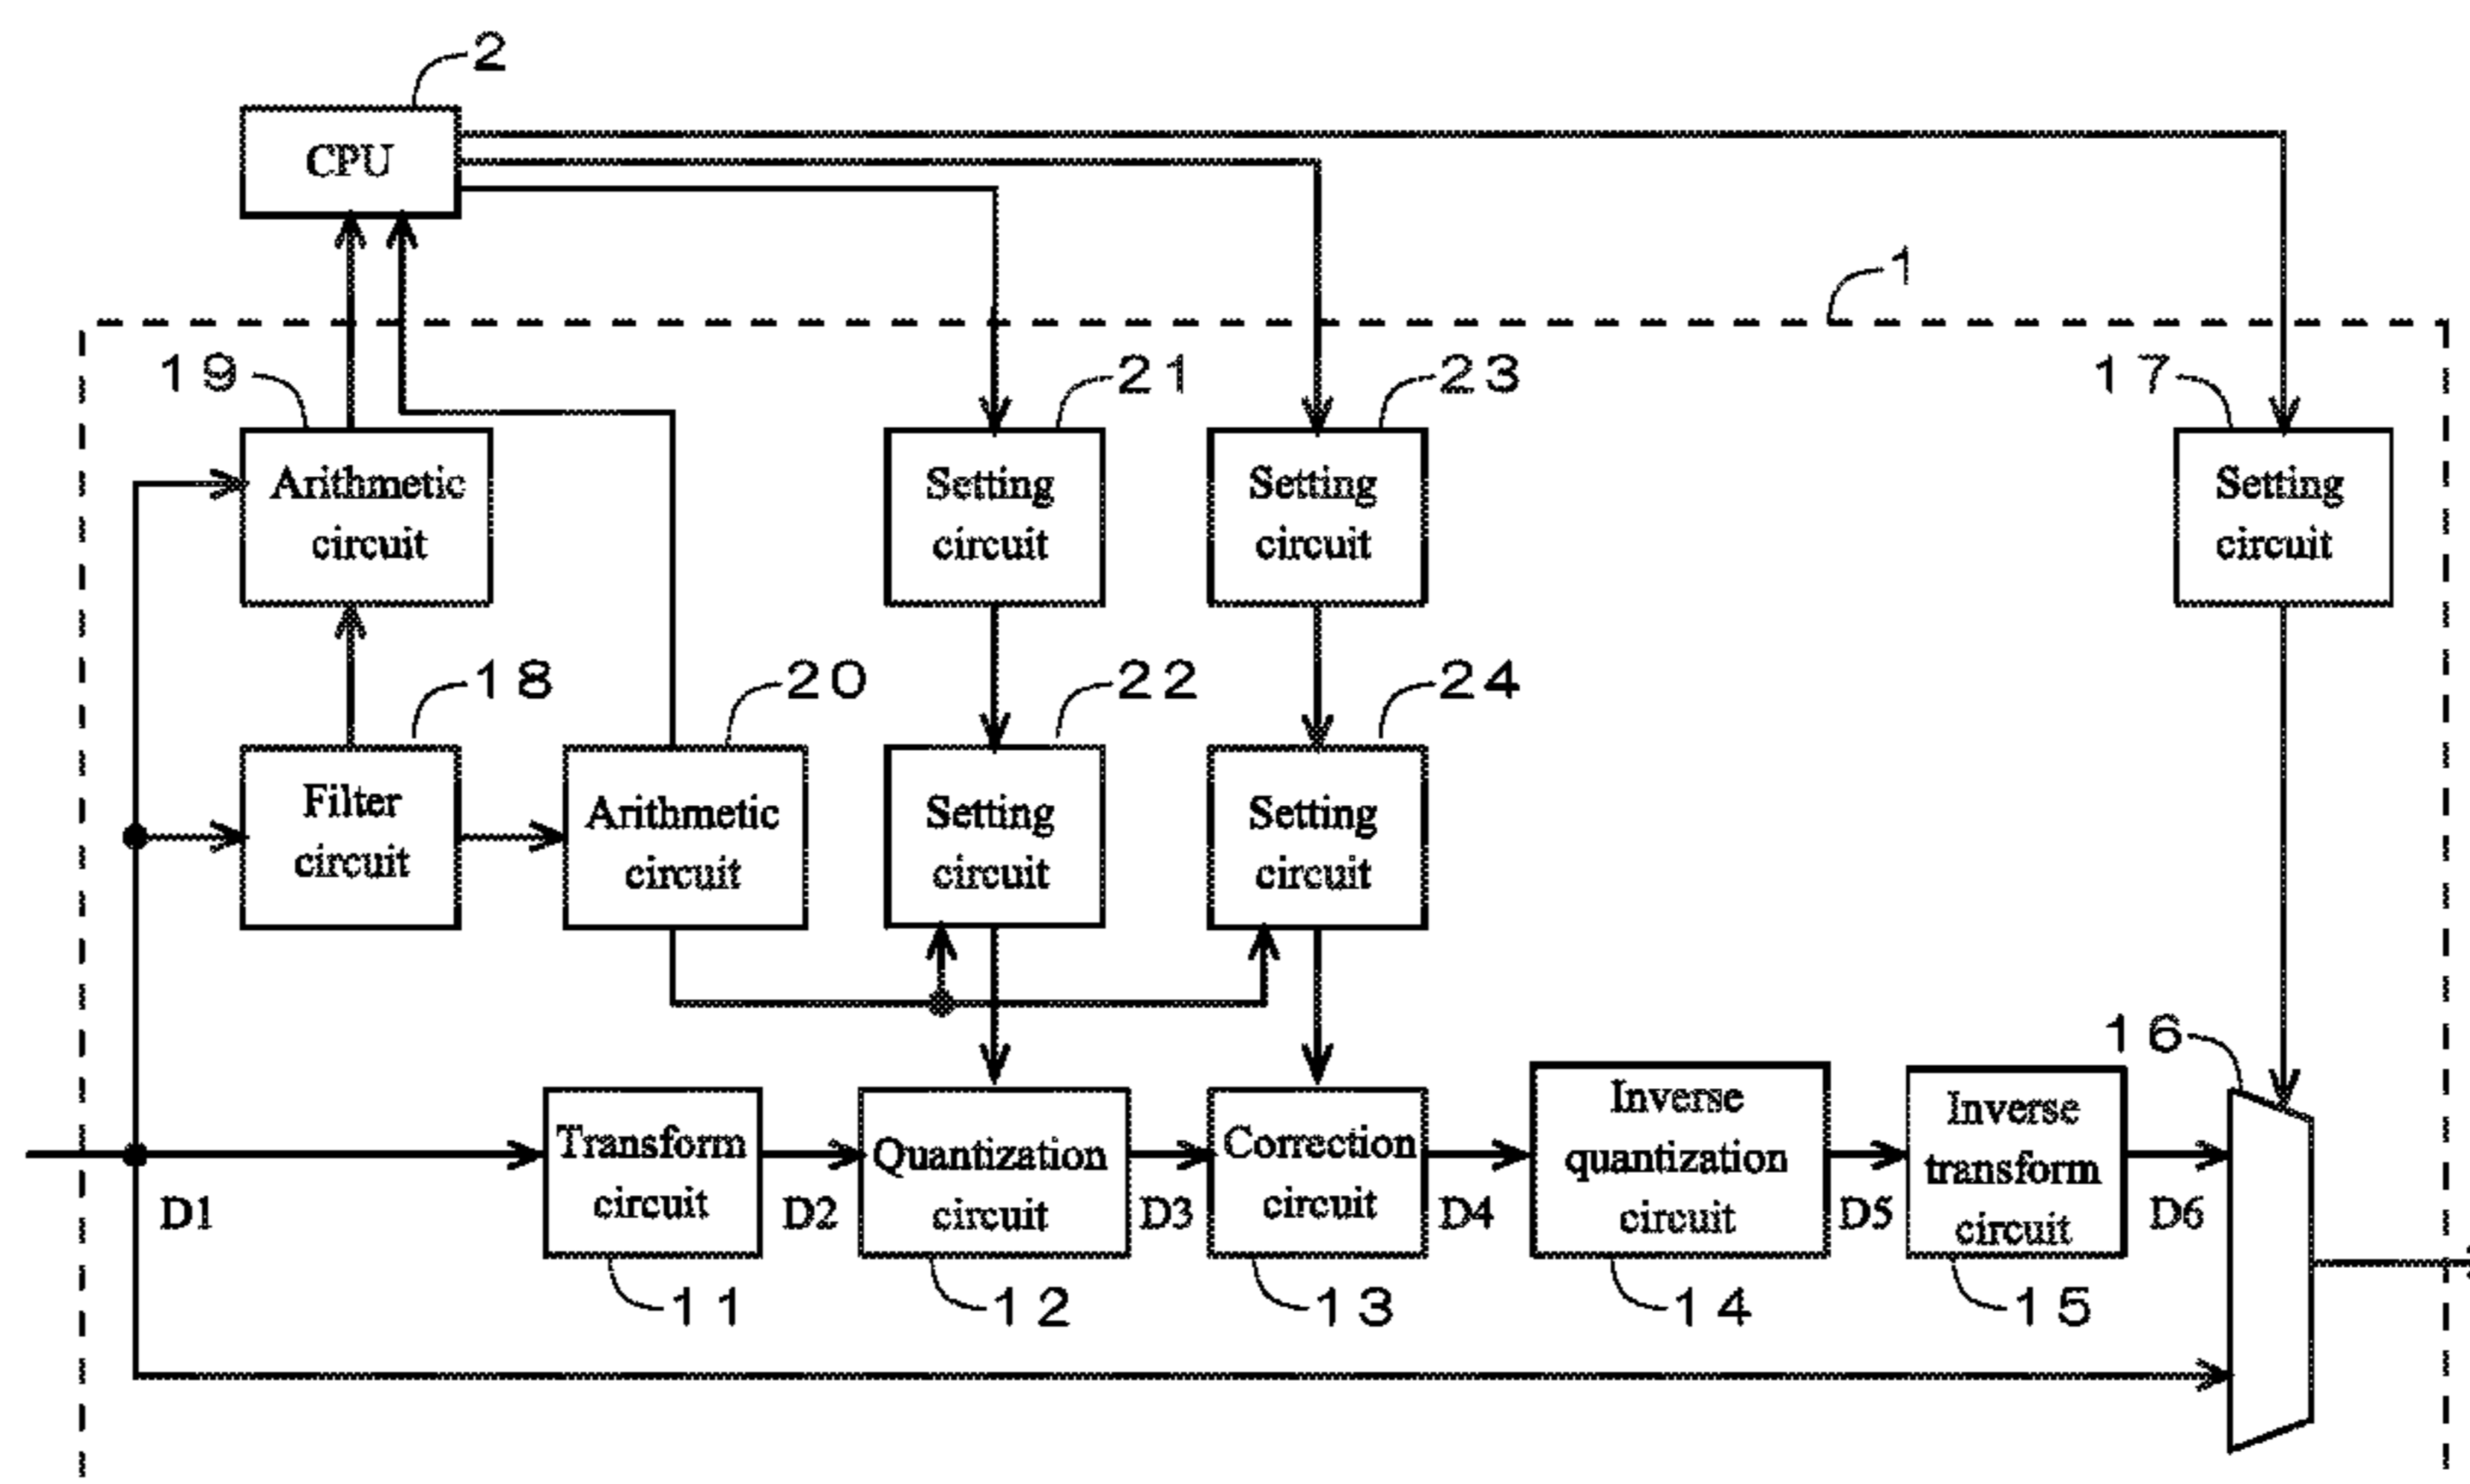 2
CPU
1
19
21
23
17
Arithmetic
circuit
Setting
circuit
Setting
circuit
Setting
circuit
18
20
22
24
Filter
circuit
Arithmetic
circuit
Setting
circuit
Setting
circuit
16
Transform
circuit
Quantization
circuit
Correction
circuit
Inverse
quantization
circuit
Inverse
transform
circuit
D1
D2
D3
D4
D5
D6
11
12
13
14
15